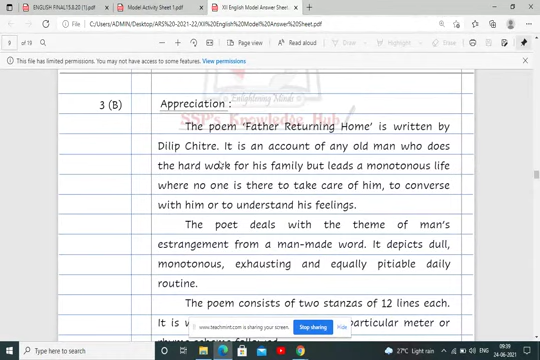 ENGLISH FINAL19.8.20 (1).pdf
Model Activity Sheet 1.pdf
XII English Model Answer Sheet.
File | C:/Users/ADMIN/Desktop/ARS%202021-22/XII%20English%20Model%20Answer%20Sheet.pdf
9 of 19
Page view
Read aloud
Draw
Highlight
Erase
This file has limited permissions. You may not have access to some features. View permissions
Enlightening Minds
SSP's Knowledge Hub
3 (B) Appreciation :
The poem 'Father Returning Home' is written by
Dilip Chitre. It is an account of any old man who does
the hard work for his family but leads a monotonous life
where no one is there to take care of him, to converse
with him or to understand his feelings.
The poet deals with the theme of man's
estrangement from a man-made word. It depicts dull,
monotonous, exhausting and equally pitiable daily
routine.
The poem consists of two stanzas of 12 lines each.
It is particular meter or
www.teachmint.com is sharing your screen. Stop sharing Hide
rhyme scheme followed
Type here to search
27°C Light rain
ENG
09:39
24-06-2021